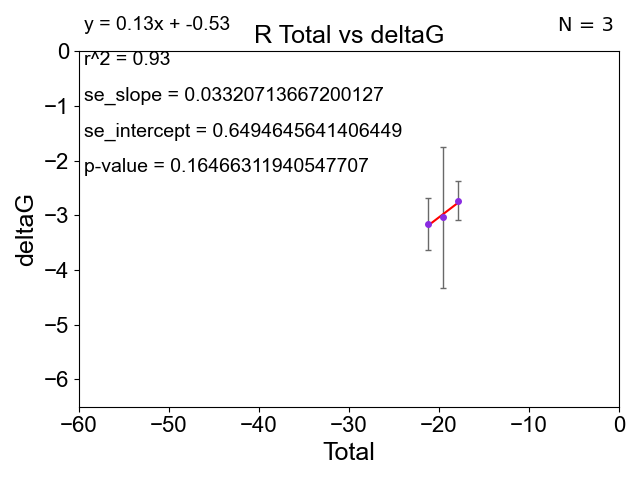 y = 0.13x + -0.53
N = 3
R Total vs deltaG
r^2 = 0.93
se_slope = 0.03320713667200127
se_intercept = 0.6494645641406449
p-value = 0.16466311940547707
deltaG
0
−1
−2
−3
−4
−5
−6
−60 −50 −40 −30 −20 −10 0
Total